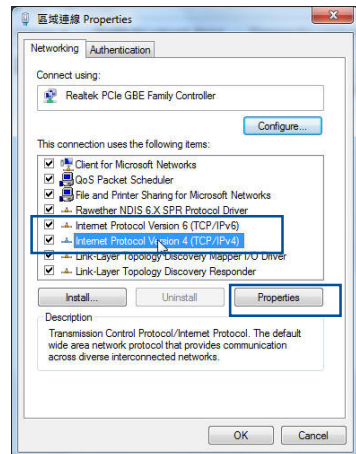 區域連線 Properties
Networking
Authentication
Connect using:
Realtek PCIe GBE Family Controller
Configure...
This connection uses the following items:
Client for Microsoft Networks
QoS Packet Scheduler
File and Printer Sharing for Microsoft Networks
Rawether NDIS 6.X SPR Protocol Driver
Internet Protocol Version 6 (TCP/IPv6)
Internet Protocol Version 4 (TCP/IPv4)
Link-Layer Topology Discovery Mapper I/O Driver
Link-Layer Topology Discovery Responder
Install...
Uninstall
Properties
Description
Transmission Control Protocol/Internet Protocol. The default
wide area network protocol that provides communication
across diverse interconnected networks.
OK
Cancel